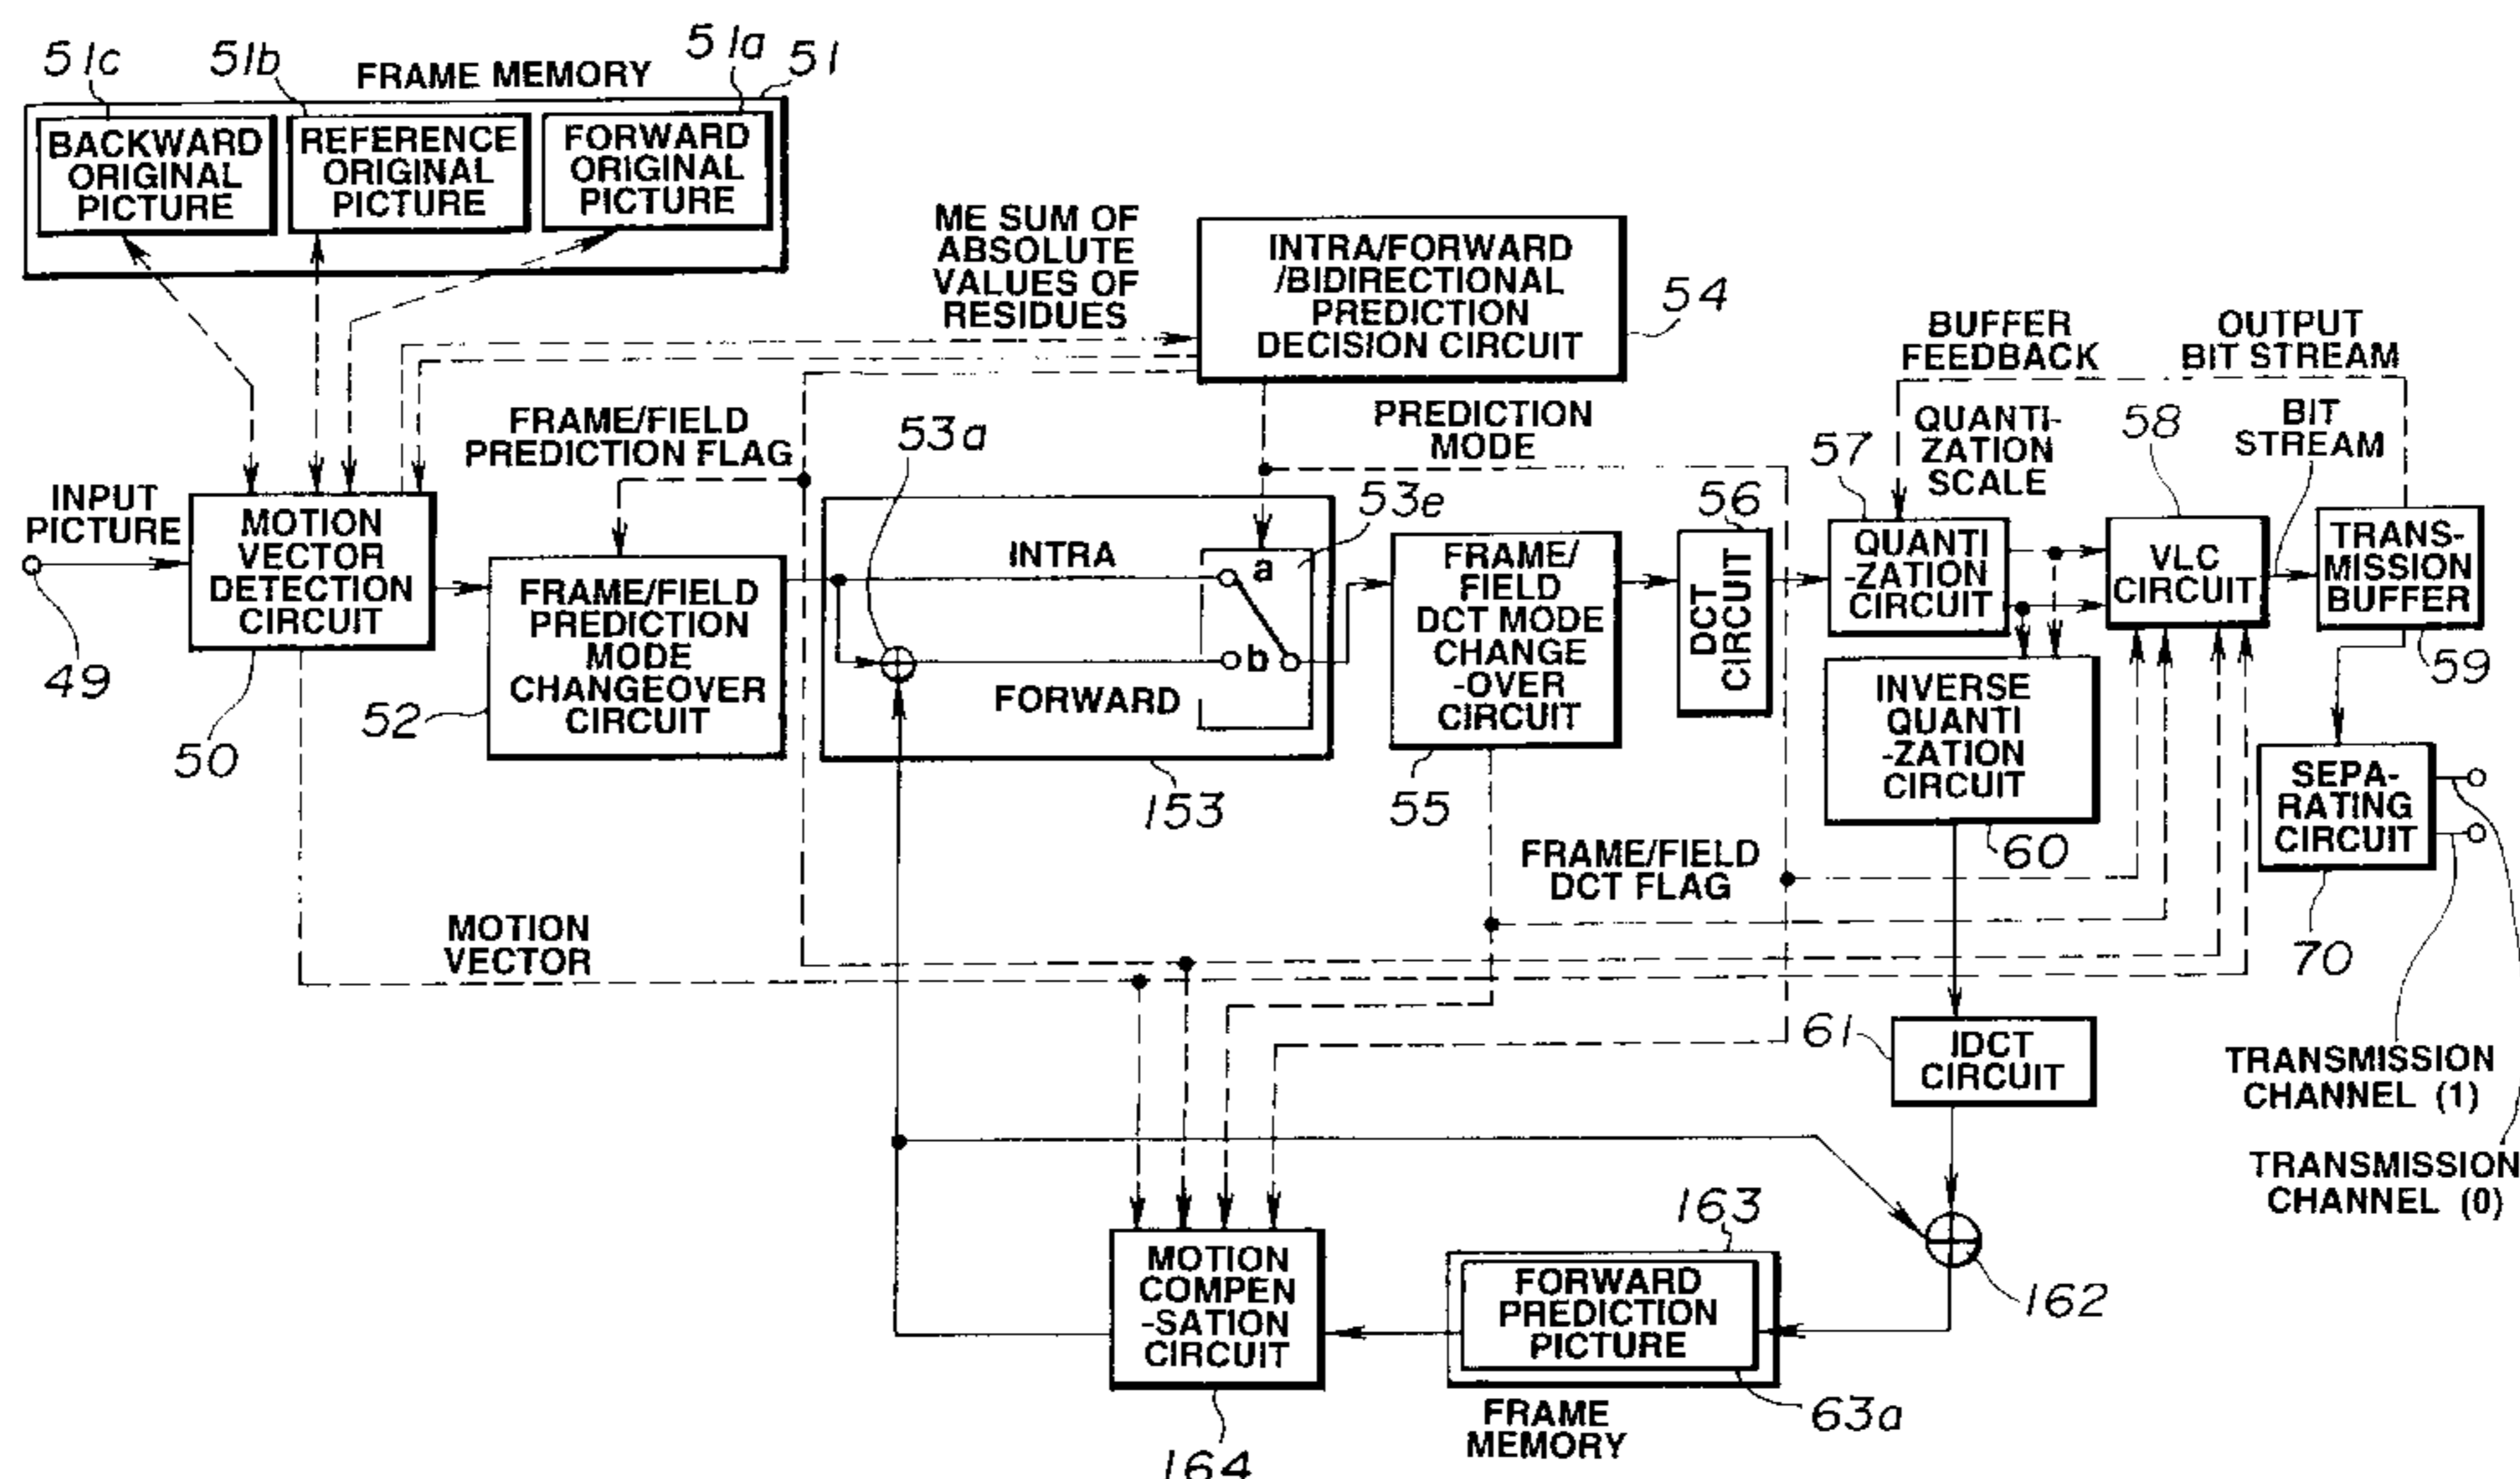 51c
51b
FRAME MEMORY
51a
51
BACKWARD
ORIGINAL
PICTURE
REFERENCE
ORIGINAL
PICTURE
FORWARD
ORIGINAL
PICTURE
ME SUM OF
ABSOLUTE
VALUES OF
RESIDUES
INTRA/FORWARD
/BIDIRECTIONAL
PREDICTION
DECISION CIRCUIT
54
BUFFER
FEEDBACK
OUTPUT
BIT STREAM
FRAME/FIELD
PREDICTION FLAG
53a
PREDICTION
MODE
57
QUANTI-
ZATION
SCALE
58
BIT
STREAM
INPUT
PICTURE
49
MOTION
VECTOR
DETECTION
CIRCUIT
50
FRAME/FIELD
PREDICTION
MODE
CHANGEOVER
CIRCUIT
52
INTRA
a
b
53e
FORWARD
153
FRAME/
FIELD
DCT MODE
CHANGE
-OVER
CIRCUIT
55
56
DCT
CIRCUIT
QUANTI
-ZATION
CIRCUIT
VLC
CIRCUIT
TRANS-
MISSION
BUFFER
59
INVERSE
QUANTI
-ZATION
CIRCUIT
60
SEPA-
RATING
CIRCUIT
70
FRAME/FIELD
DCT FLAG
MOTION
VECTOR
61
IDCT
CIRCUIT
TRANSMISSION
CHANNEL (1)
TRANSMISSION
CHANNEL (0)
162
163
FORWARD
PREDICTION
PICTURE
63a
FRAME
MEMORY
MOTION
COMPEN
-SATION
CIRCUIT
164